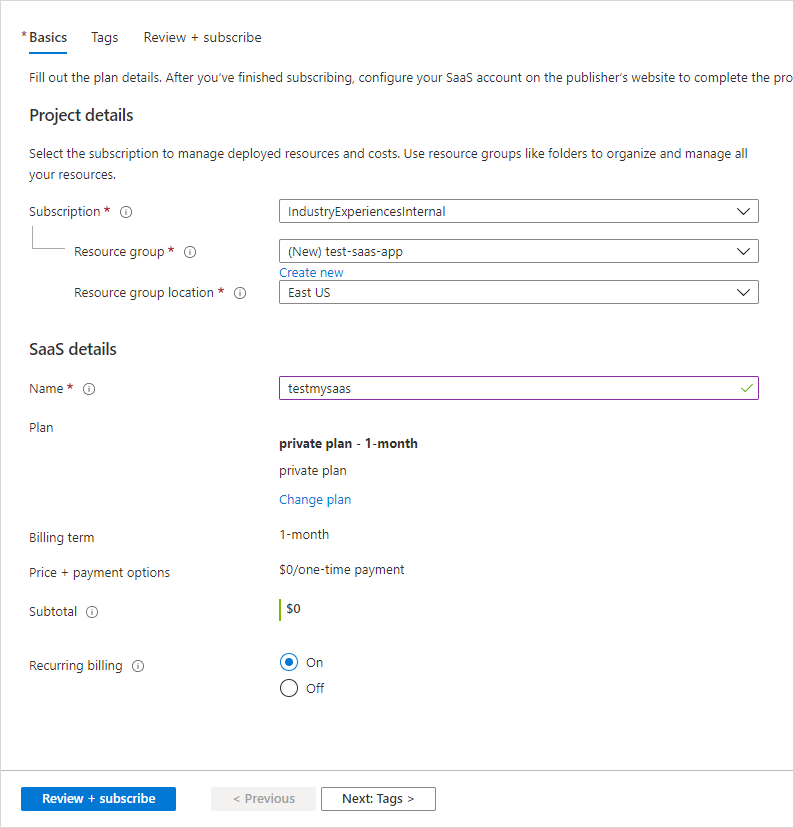 * Basics Tags Review + subscribe
Fill out the plan details. After you've finished subscribing, configure your SaaS account on the publisher's website to complete the pro
Project details
Select the subscription to manage deployed resources and costs. Use resource groups like folders to organize and manage all
your resources.
Subscription * IndustryExperiencesInternal
Resource group * (New) test-saas-app
Create new
Resource group location * East US
SaaS details
Name * testmysaas
Plan
private plan - 1-month
private plan
Change plan
Billing term 1-month
Price + payment options $0/one-time payment
Subtotal $0
Recurring billing On
Off
Review + subscribe < Previous Next: Tags >